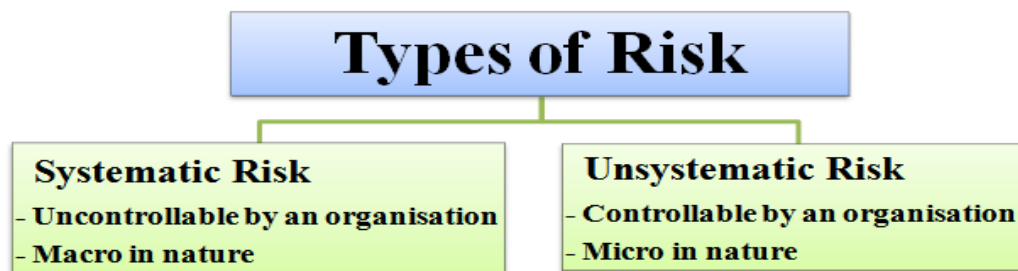 Types of Risk
Systematic Risk
- Uncontrollable by an organisation
- Macro in nature
Unsystematic Risk
- Controllable by an organisation
- Micro in nature